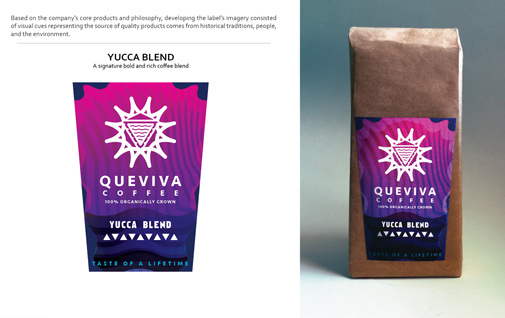 Based on the company's core products and philosophy, developing the label's imagery consisted
of visual cues representing the source of quality products comes from historical traditions, people,
and the environment.
YUCCA BLEND
A signature bold and rich coffee blend
QUEVIVA
COFFEE
100% ORGANICALLY GROWN
YUCCA BLEND
TASTE OF A LIFETIME
QUEVIVA
COFFEE
100% ORGANICALLY GROWN
YUCCA BLEND
TASTE OF A LIFETIME